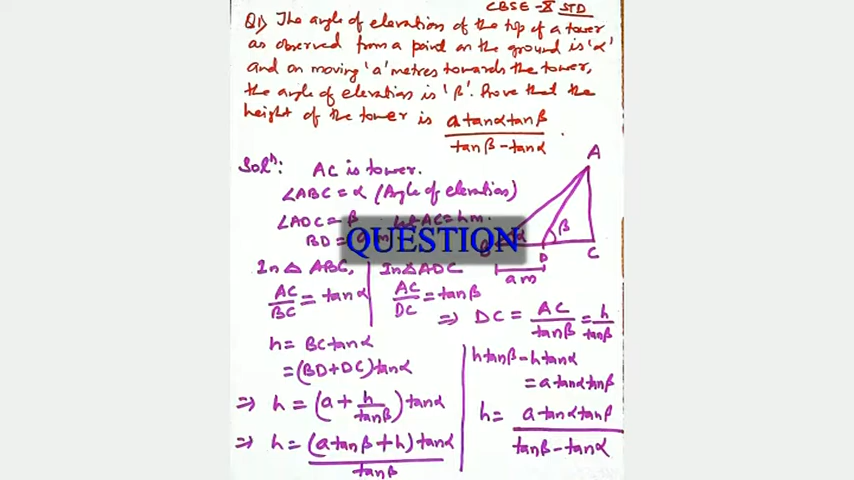 CBSE - X STD
Q1) The angle of elevation of the top of a tower
as observed from a point on the ground is 'α'
and on moving 'a' metres towards the tower,
the angle of elevation is 'β'. Prove that the
height of the tower is a tanα tanβ / tanβ - tanα .
Solⁿ: AC is tower.
∠ABC = α (Angle of elevation)
∠ADC = β let AC = h m.
BD = a m
QUESTION
A
α
β
B
D
C
a m
In △ ABC,
AC/BC = tanα
h = BC tanα
= (BD+DC) tanα
⇒ h = (a + h/tanβ) tanα
⇒ h = (a tanβ + h) tanα / tanβ
In △ ADC
AC/DC = tanβ
⇒ DC = AC/tanβ = h/tanβ
h tanβ - h tanα
= a tanα tanβ
h = a tanα tanβ / tanβ - tanα